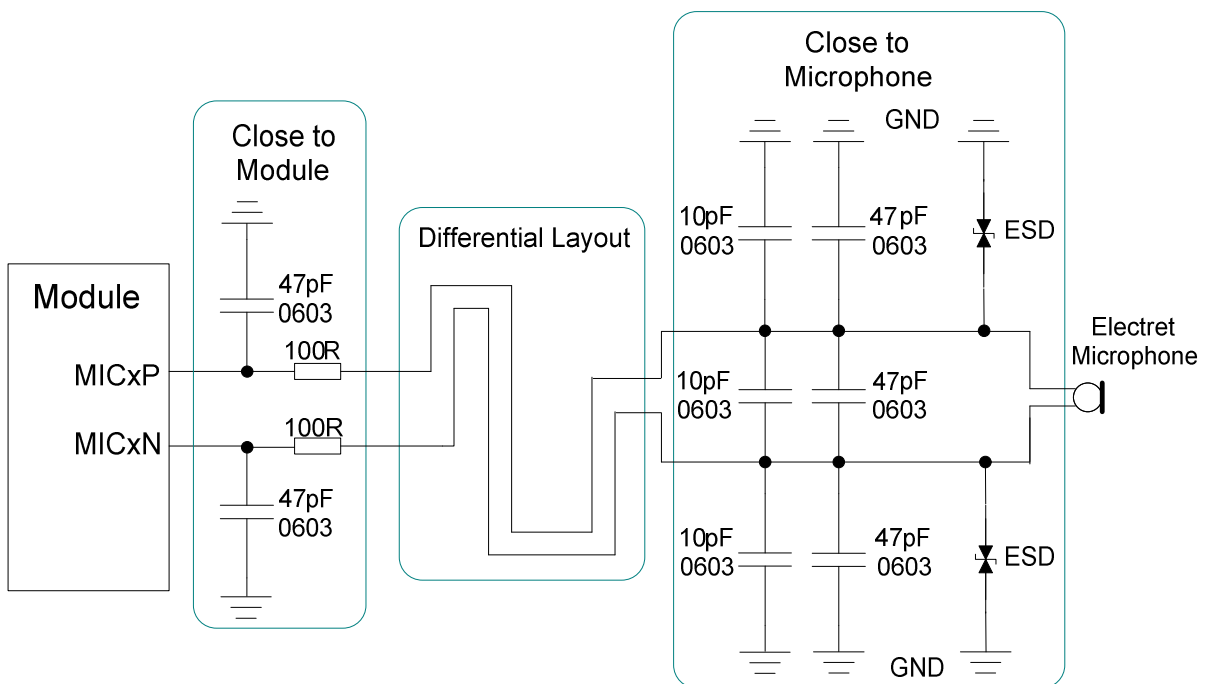 Close to
Microphone
GND
Close to
Module
10pF
0603
47pF
0603
ESD
Differential Layout
Module
47pF
0603
100R
MICxP
Electret
Microphone
10pF
0603
47pF
0603
100R
MICxN
47pF
0603
10pF
0603
47pF
0603
ESD
GND